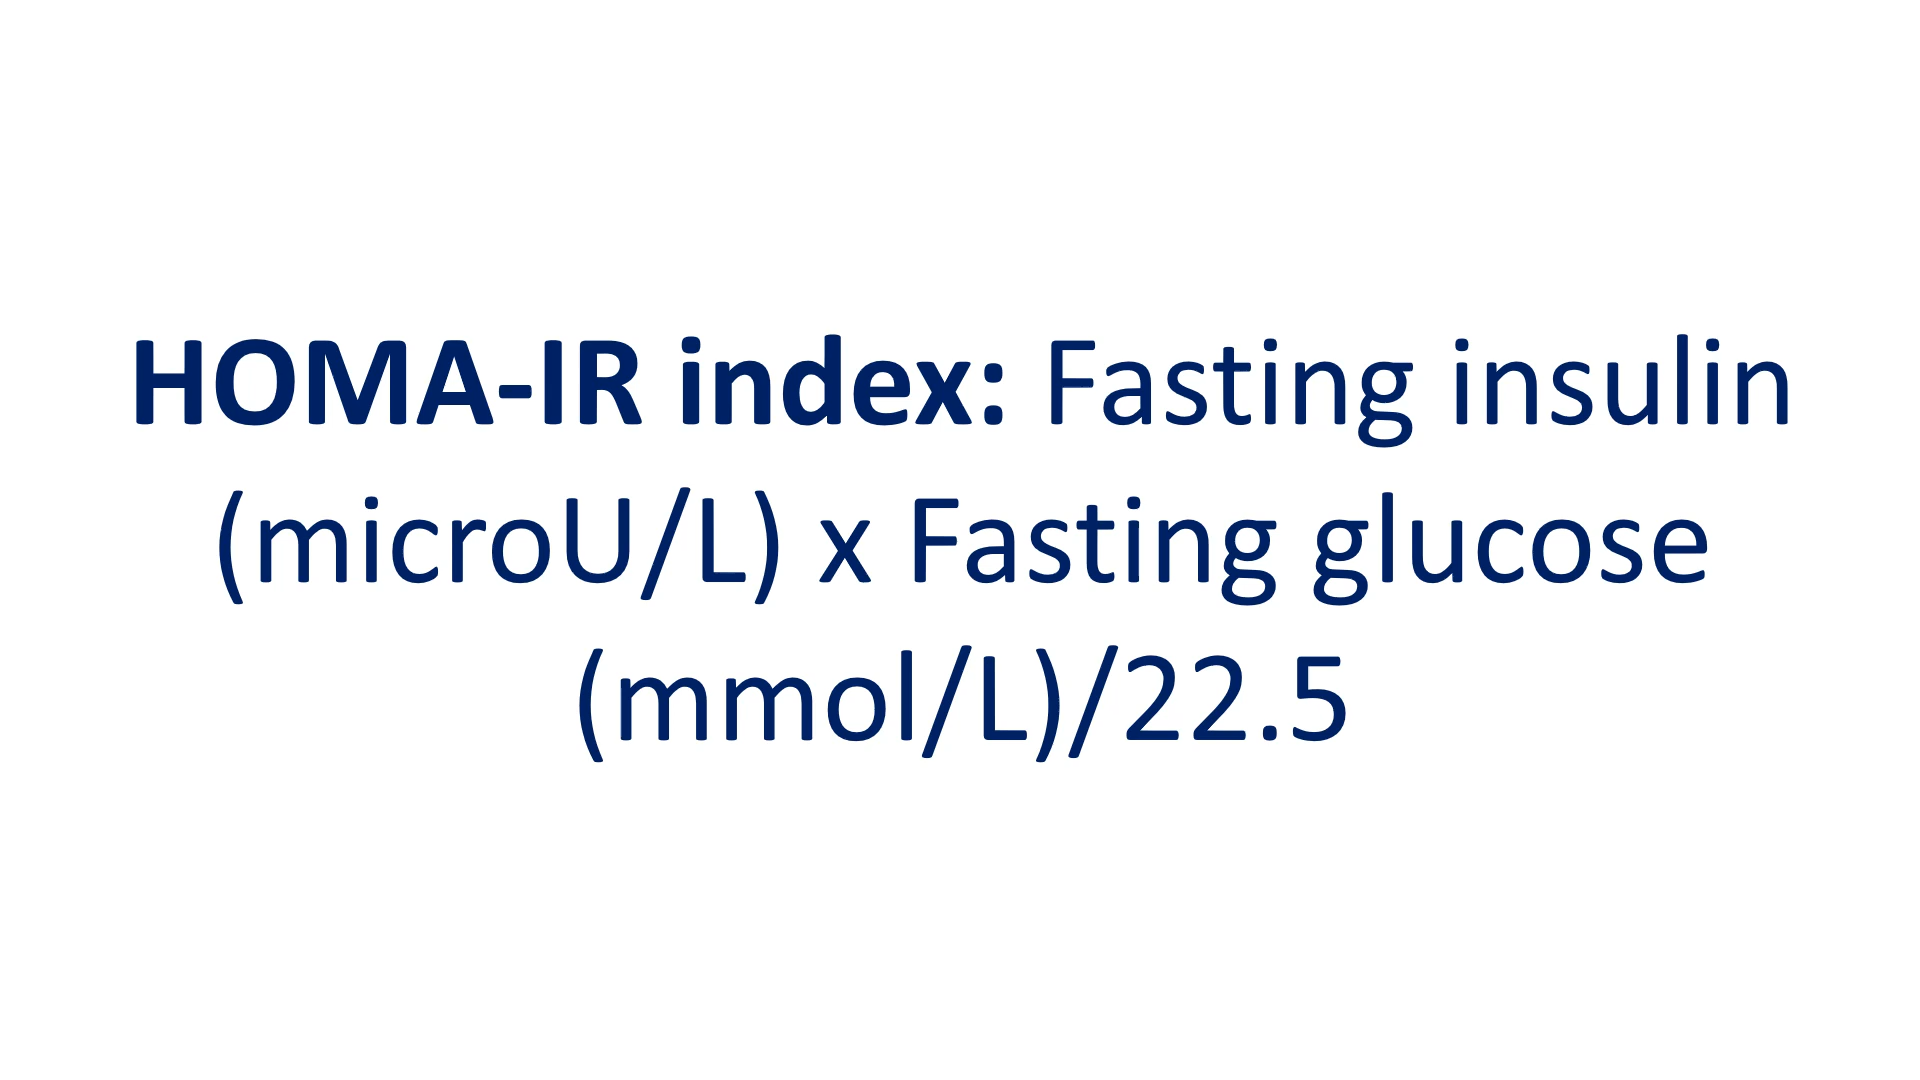 HOMA-IR index: Fasting insulin
(microU/L) x Fasting glucose
(mmol/L)/22.5